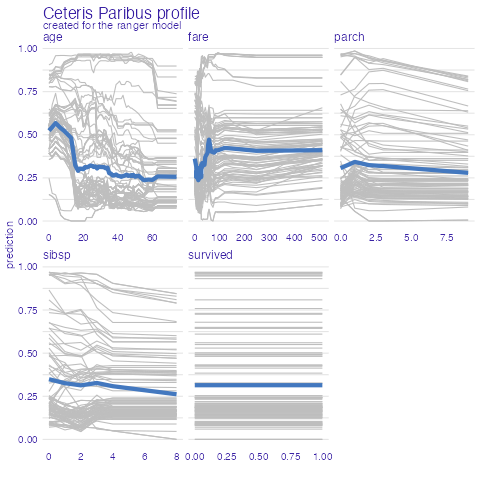 Ceteris Paribus profile
created for the ranger model
age fare parch
1.00
0.75
0.50
0.25
0.00
0 20 40 60 0 100 200 300 400 500 0.0 2.5 5.0 7.5
prediction
sibsp survived
1.00
0.75
0.50
0.25
0.00
0 2 4 6 8 0.00 0.25 0.50 0.75 1.00